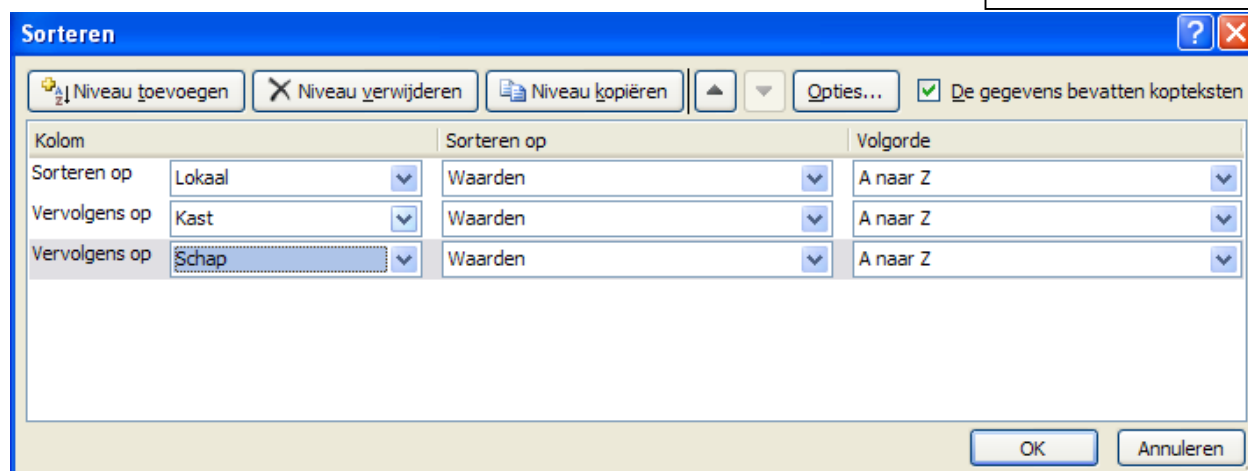 Sorteren
Niveau toevoegen Niveau verwijderen Niveau kopiëren Opties... De gegevens bevatten kopteksten
Kolom Sorteren op Volgorde
Sorteren op Lokaal Waarden A naar Z
Vervolgens op Kast Waarden A naar Z
Vervolgens op Schap Waarden A naar Z
OK Annuleren